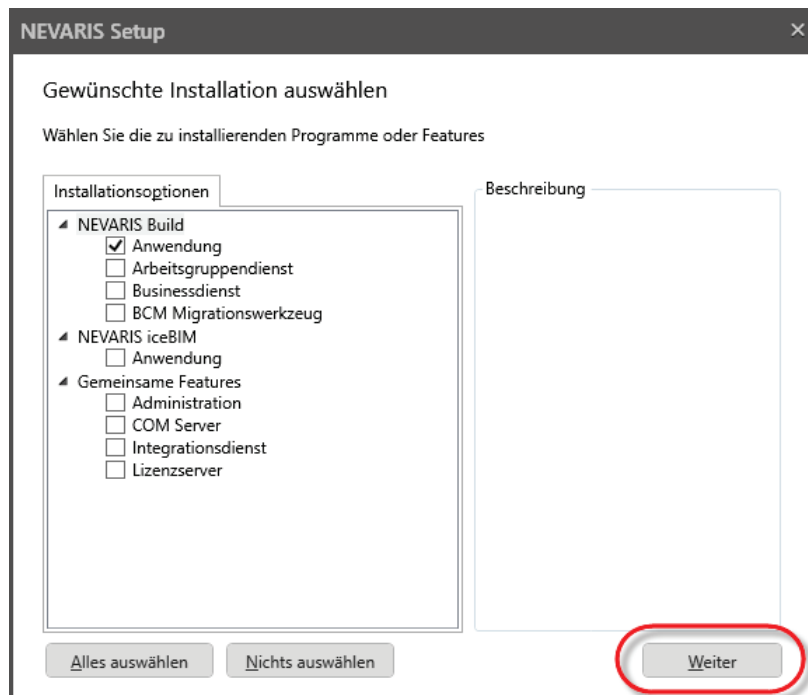 NEVARIS Setup
Gewünschte Installation auswählen
Wählen Sie die zu installierenden Programme oder Features
Installationsoptionen
Beschreibung
NEVARIS Build
Anwendung
Arbeitsgruppendienst
Businessdienst
BCM Migrationswerkzeug
NEVARIS iceBIM
Anwendung
Gemeinsame Features
Administration
COM Server
Integrationsdienst
Lizenzserver
Alles auswählen
Nichts auswählen
Weiter